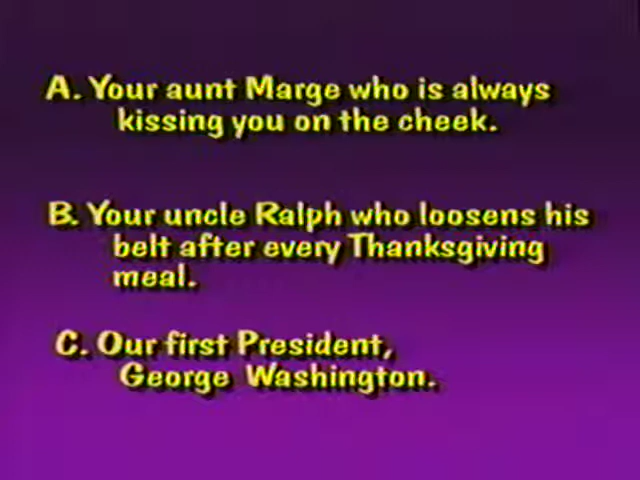 A. Your aunt Marge who is always
kissing you on the cheek.
B. Your uncle Ralph who loosens his
belt after every Thanksgiving
meal.
C. Our first President,
George Washington.